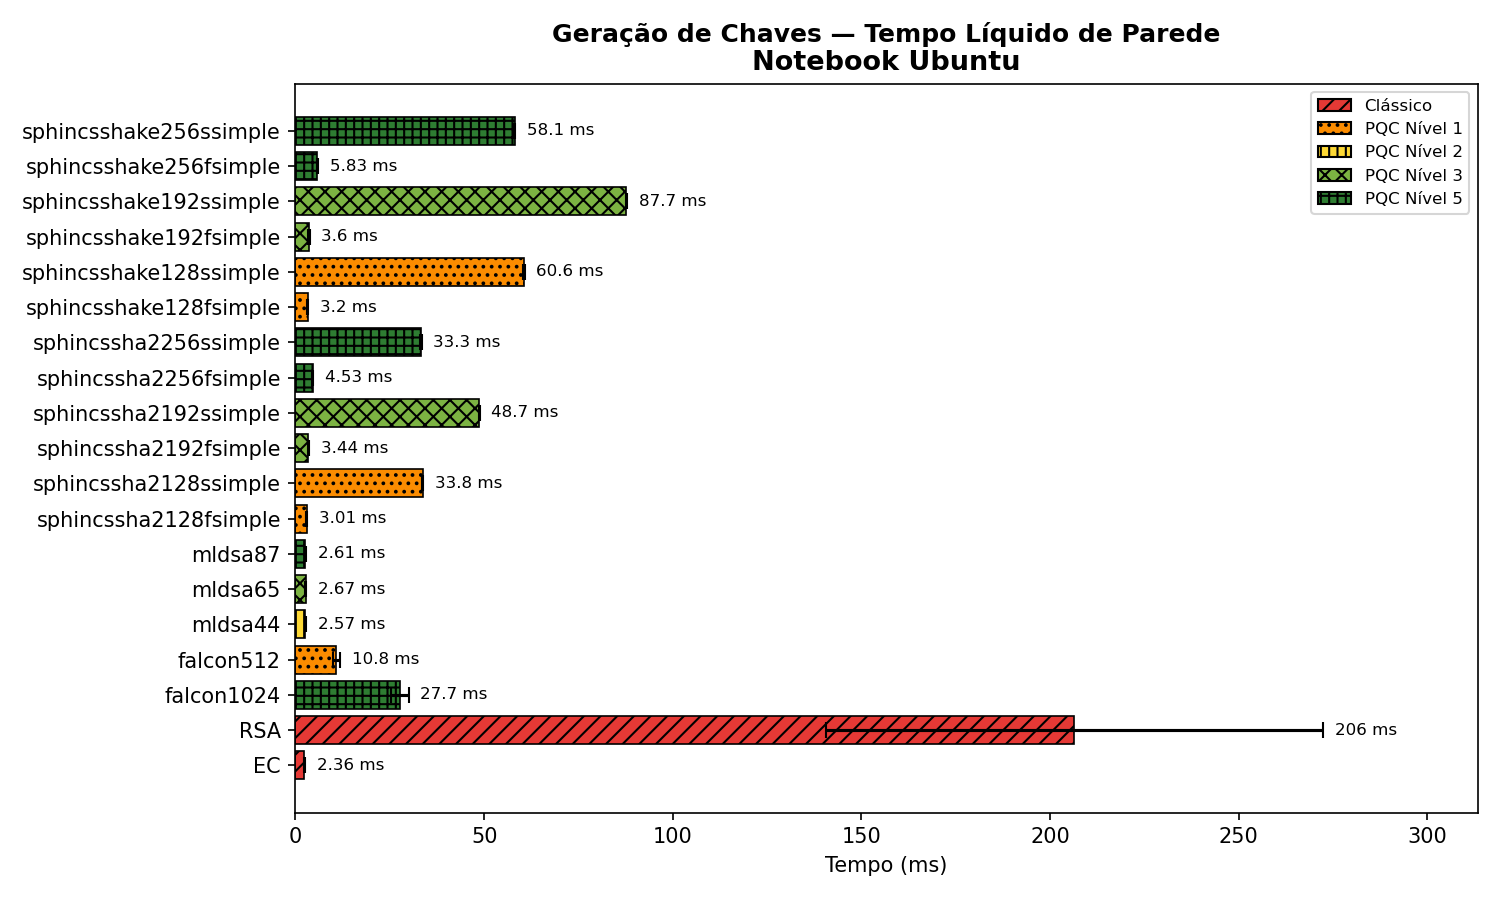 Geração de Chaves — Tempo Líquido de Parede
Notebook Ubuntu
Clássico
PQC Nível 1
PQC Nível 2
PQC Nível 3
PQC Nível 5
sphincsshake256ssimple 58.1 ms
sphincsshake256fsimple 5.83 ms
sphincsshake192ssimple 87.7 ms
sphincsshake192fsimple 3.6 ms
sphincsshake128ssimple 60.6 ms
sphincsshake128fsimple 3.2 ms
sphincssha2256ssimple 33.3 ms
sphincssha2256fsimple 4.53 ms
sphincssha2192ssimple 48.7 ms
sphincssha2192fsimple 3.44 ms
sphincssha2128ssimple 33.8 ms
sphincssha2128fsimple 3.01 ms
mldsa87 2.61 ms
mldsa65 2.67 ms
mldsa44 2.57 ms
falcon512 10.8 ms
falcon1024 27.7 ms
RSA 206 ms
EC 2.36 ms
0 50 100 150 200 250 300
Tempo (ms)